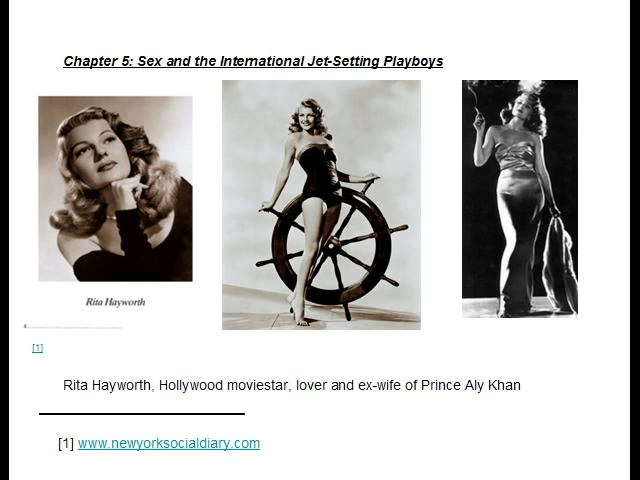 Chapter 5: Sex and the International Jet-Setting Playboys
Rita Hayworth
[1]
Rita Hayworth, Hollywood moviestar, lover and ex-wife of Prince Aly Khan
[1] www.newyorksocialdiary.com